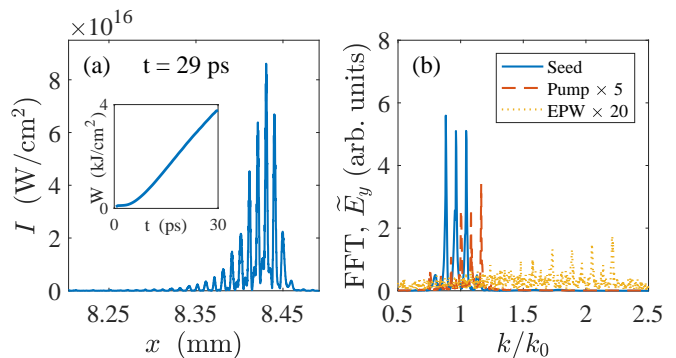 ×10^16
(a) t = 29 ps
I (W/cm²)
8
6
4
2
0
W (kJ/cm²)
4
0
0
30
t (ps)
8.25
8.35
8.45
x (mm)
(b)
Seed
Pump × 5
EPW × 20
FFT, Ẽ_y (arb. units)
8
6
4
2
0
0.5
1
1.5
2
2.5
k/k₀